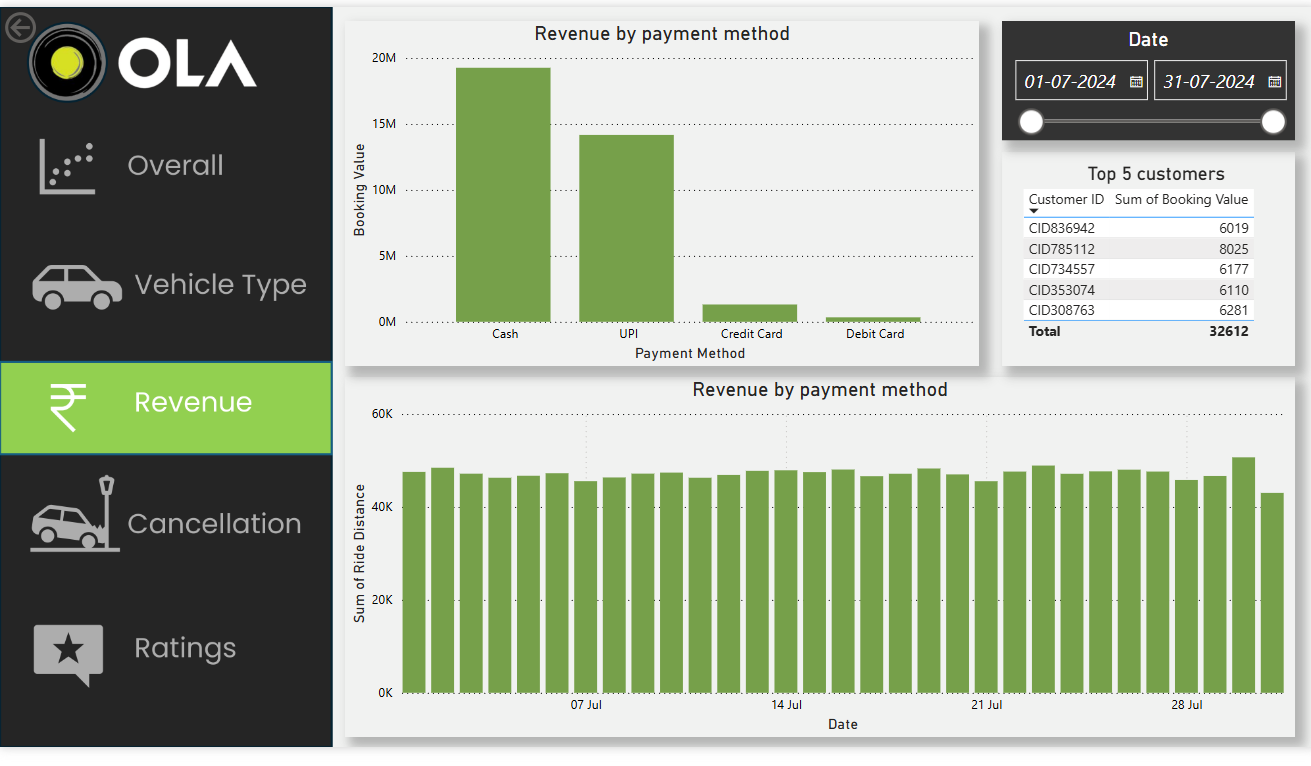 OLA
Overall
Vehicle Type
Revenue
Cancellation
Ratings
Revenue by payment method
Booking Value
20M
15M
10M
5M
0M
Cash UPI Credit Card Debit Card
Payment Method
Date
01-07-2024 31-07-2024
Top 5 customers
Customer ID Sum of Booking Value
CID836942 6019
CID785112 8025
CID734557 6177
CID353074 6110
CID308763 6281
Total 32612
Revenue by payment method
Sum of Ride Distance
60K
40K
20K
0K
07 Jul 14 Jul 21 Jul 28 Jul
Date